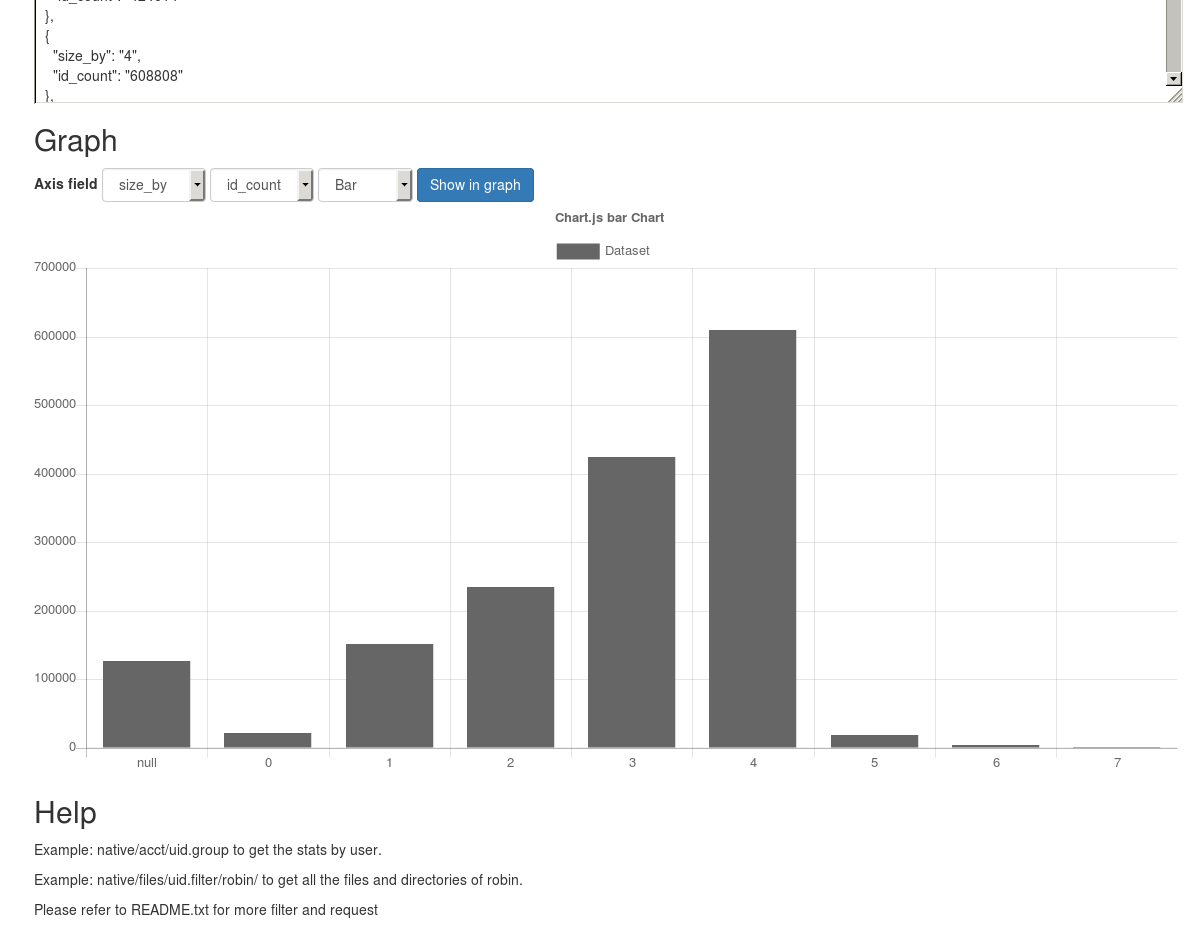 },
{
"size_by": "4",
"id_count": "608808"
},
Graph
Axis field size_by id_count Bar Show in graph
Chart.js bar Chart
Dataset
700000
600000
500000
400000
300000
200000
100000
0
null 0 1 2 3 4 5 6 7
Help
Example: native/acct/uid.group to get the stats by user.
Example: native/files/uid.filter/robin/ to get all the files and directories of robin.
Please refer to README.txt for more filter and request